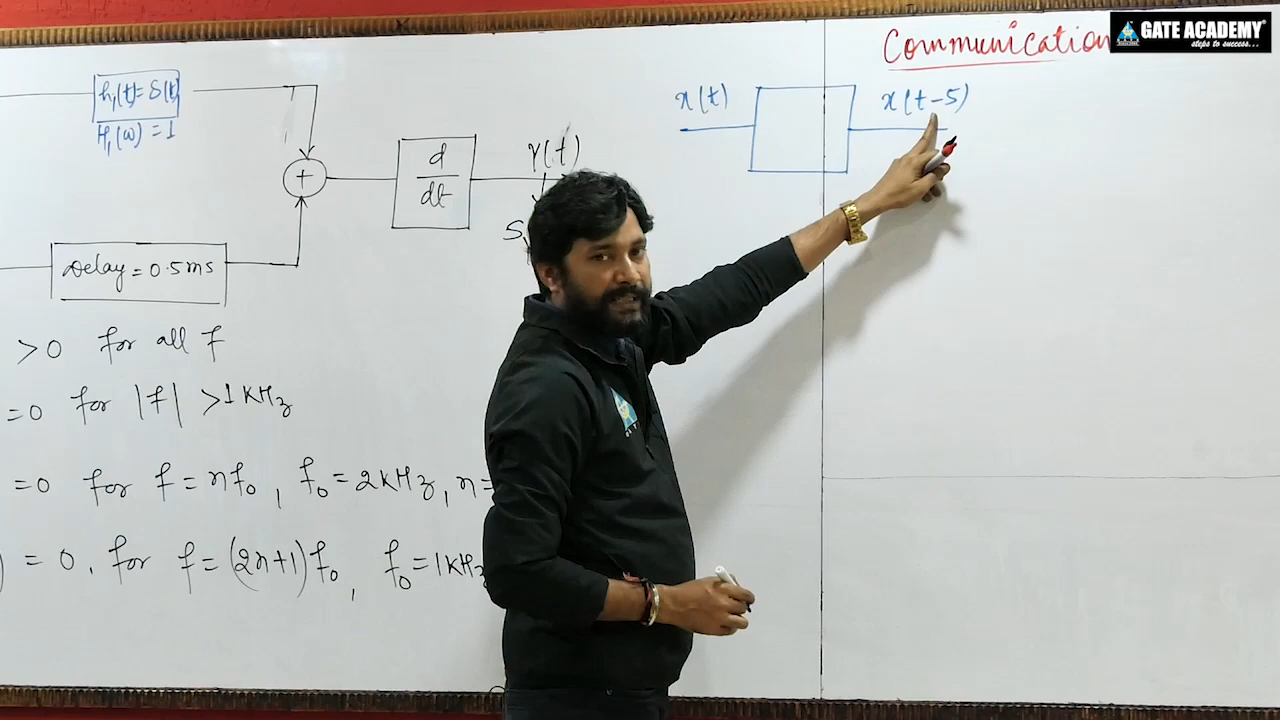 Communication
GATE ACADEMY
steps to success...
h₁(t)=δ(t)
H₁(ω) = 1
x(t)
x(t-5)
+
d
dt
Y(t)
Delay = 0.5ms
>0 for all f
=0 for |f| >1 kHz
=0 for f = nf₀, f₀ = 2kHz, n=
) = 0. for f = (2n+1)f₀, f₀ = 1kHz